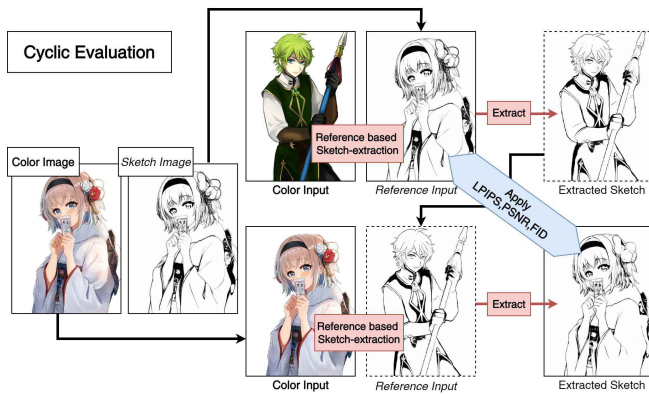 Cyclic Evaluation
Color Image
Sketch Image
Reference based
Sketch-extraction
Extract
Color Input
Reference Input
Extracted Sketch
Apply
LPIPS,PSNR,FID
Reference based
Sketch-extraction
Extract
Color Input
Reference Input
Extracted Sketch